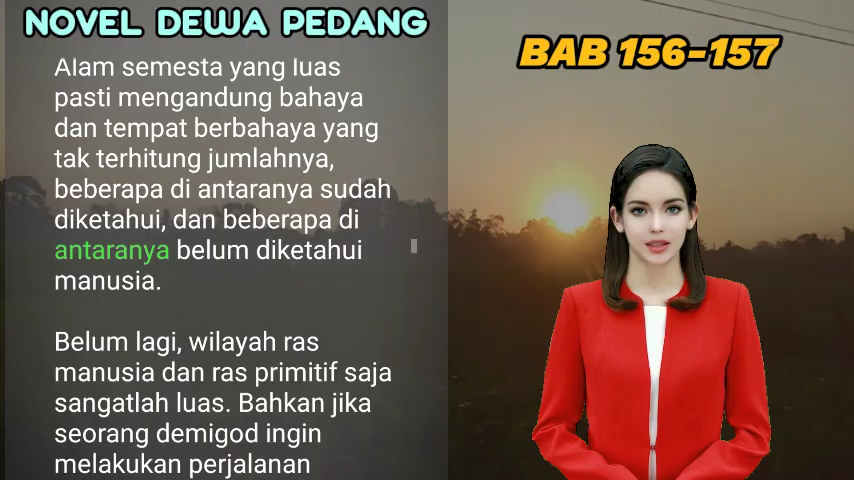 NOVEL DEWA PEDANG
BAB 156-157
Alam semesta yang luas
pasti mengandung bahaya
dan tempat berbahaya yang
tak terhitung jumlahnya,
beberapa di antaranya sudah
diketahui, dan beberapa di
antaranya belum diketahui
manusia.
Belum lagi, wilayah ras
manusia dan ras primitif saja
sangatlah luas. Bahkan jika
seorang demigod ingin
melakukan perjalanan